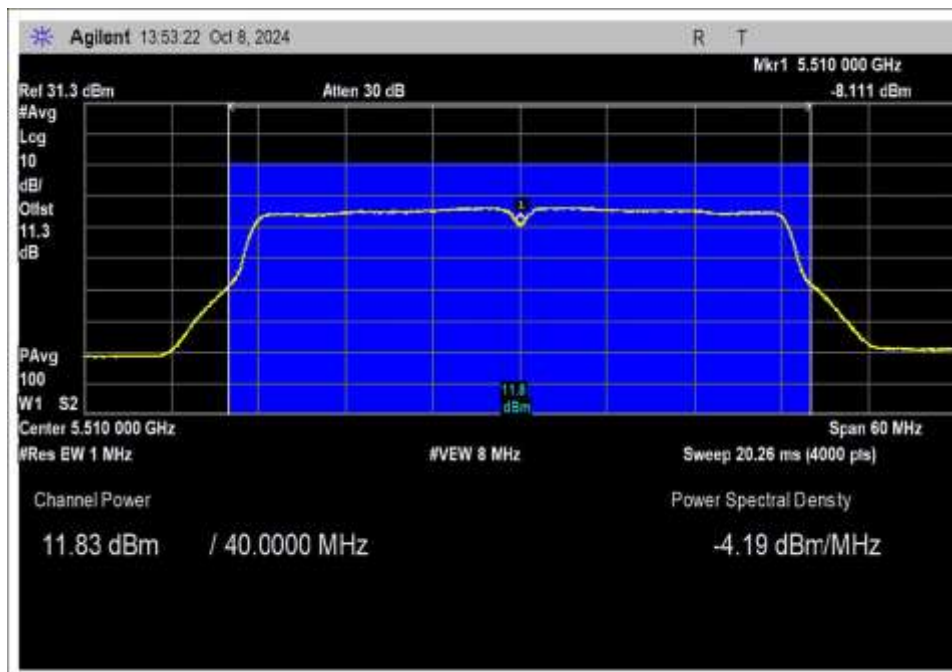 Agilent 13:53:22 Oct 8, 2024 R T
Mkr1 5.510 000 GHz
Ref 31.3 dBm Atten 30 dB -8.111 dBm
#Avg
Log
10
dB/
Offst
11.3
dB
1
PAvg
100
W1 S2
11.8
dBm
Center 5.510 000 GHz Span 60 MHz
#Res BW 1 MHz #VBW 8 MHz Sweep 20.26 ms (4000 pts)
Channel Power Power Spectral Density
11.83 dBm / 40.0000 MHz -4.19 dBm/MHz